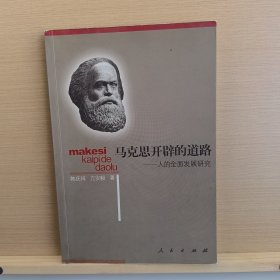 makesi
kaipide
daolu
马克思开辟的道路
——人的全面发展研究
人民出版社